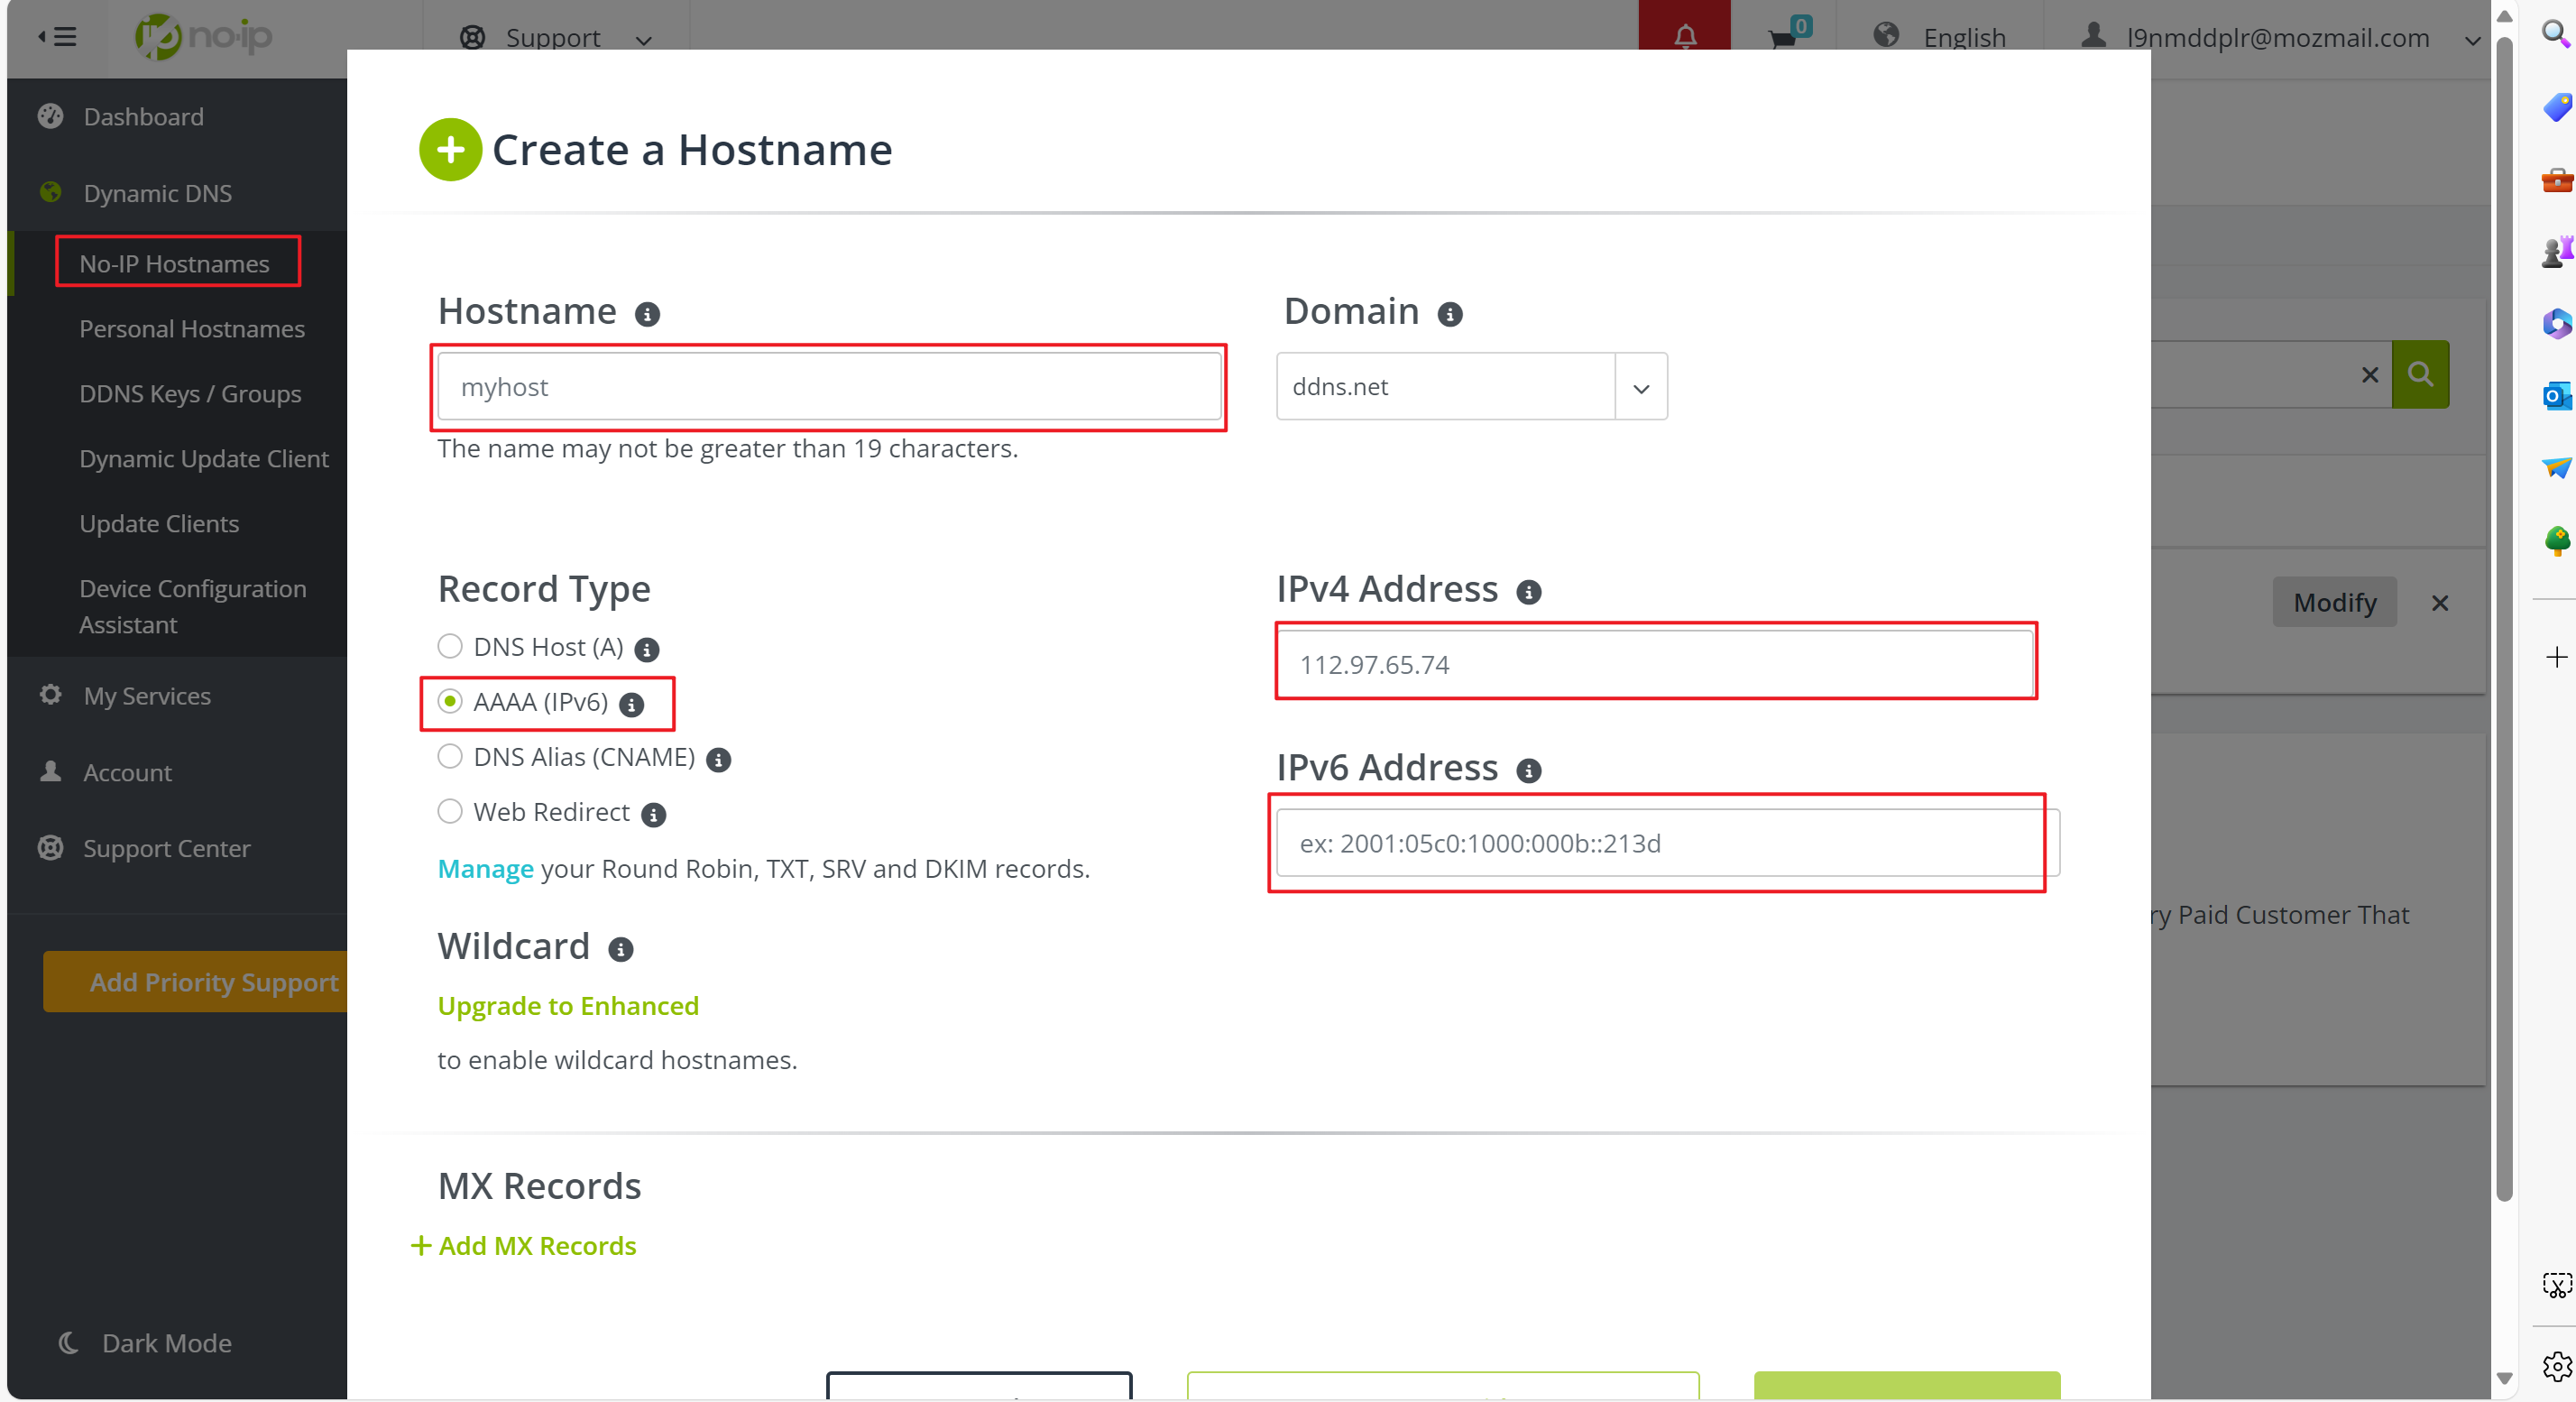 no-ip
Support
0
English
l9nmddplr@mozmail.com
Dashboard
Dynamic DNS
No-IP Hostnames
Personal Hostnames
DDNS Keys / Groups
Dynamic Update Client
Update Clients
Device Configuration
Assistant
My Services
Account
Support Center
Add Priority Support
Dark Mode
Create a Hostname
Hostname
myhost
The name may not be greater than 19 characters.
Domain
ddns.net
Record Type
DNS Host (A)
AAAA (IPv6)
DNS Alias (CNAME)
Web Redirect
Manage your Round Robin, TXT, SRV and DKIM records.
IPv4 Address
112.97.65.74
IPv6 Address
ex: 2001:05c0:1000:000b::213d
Wildcard
Upgrade to Enhanced
to enable wildcard hostnames.
MX Records
Add MX Records
Modify
ry Paid Customer That